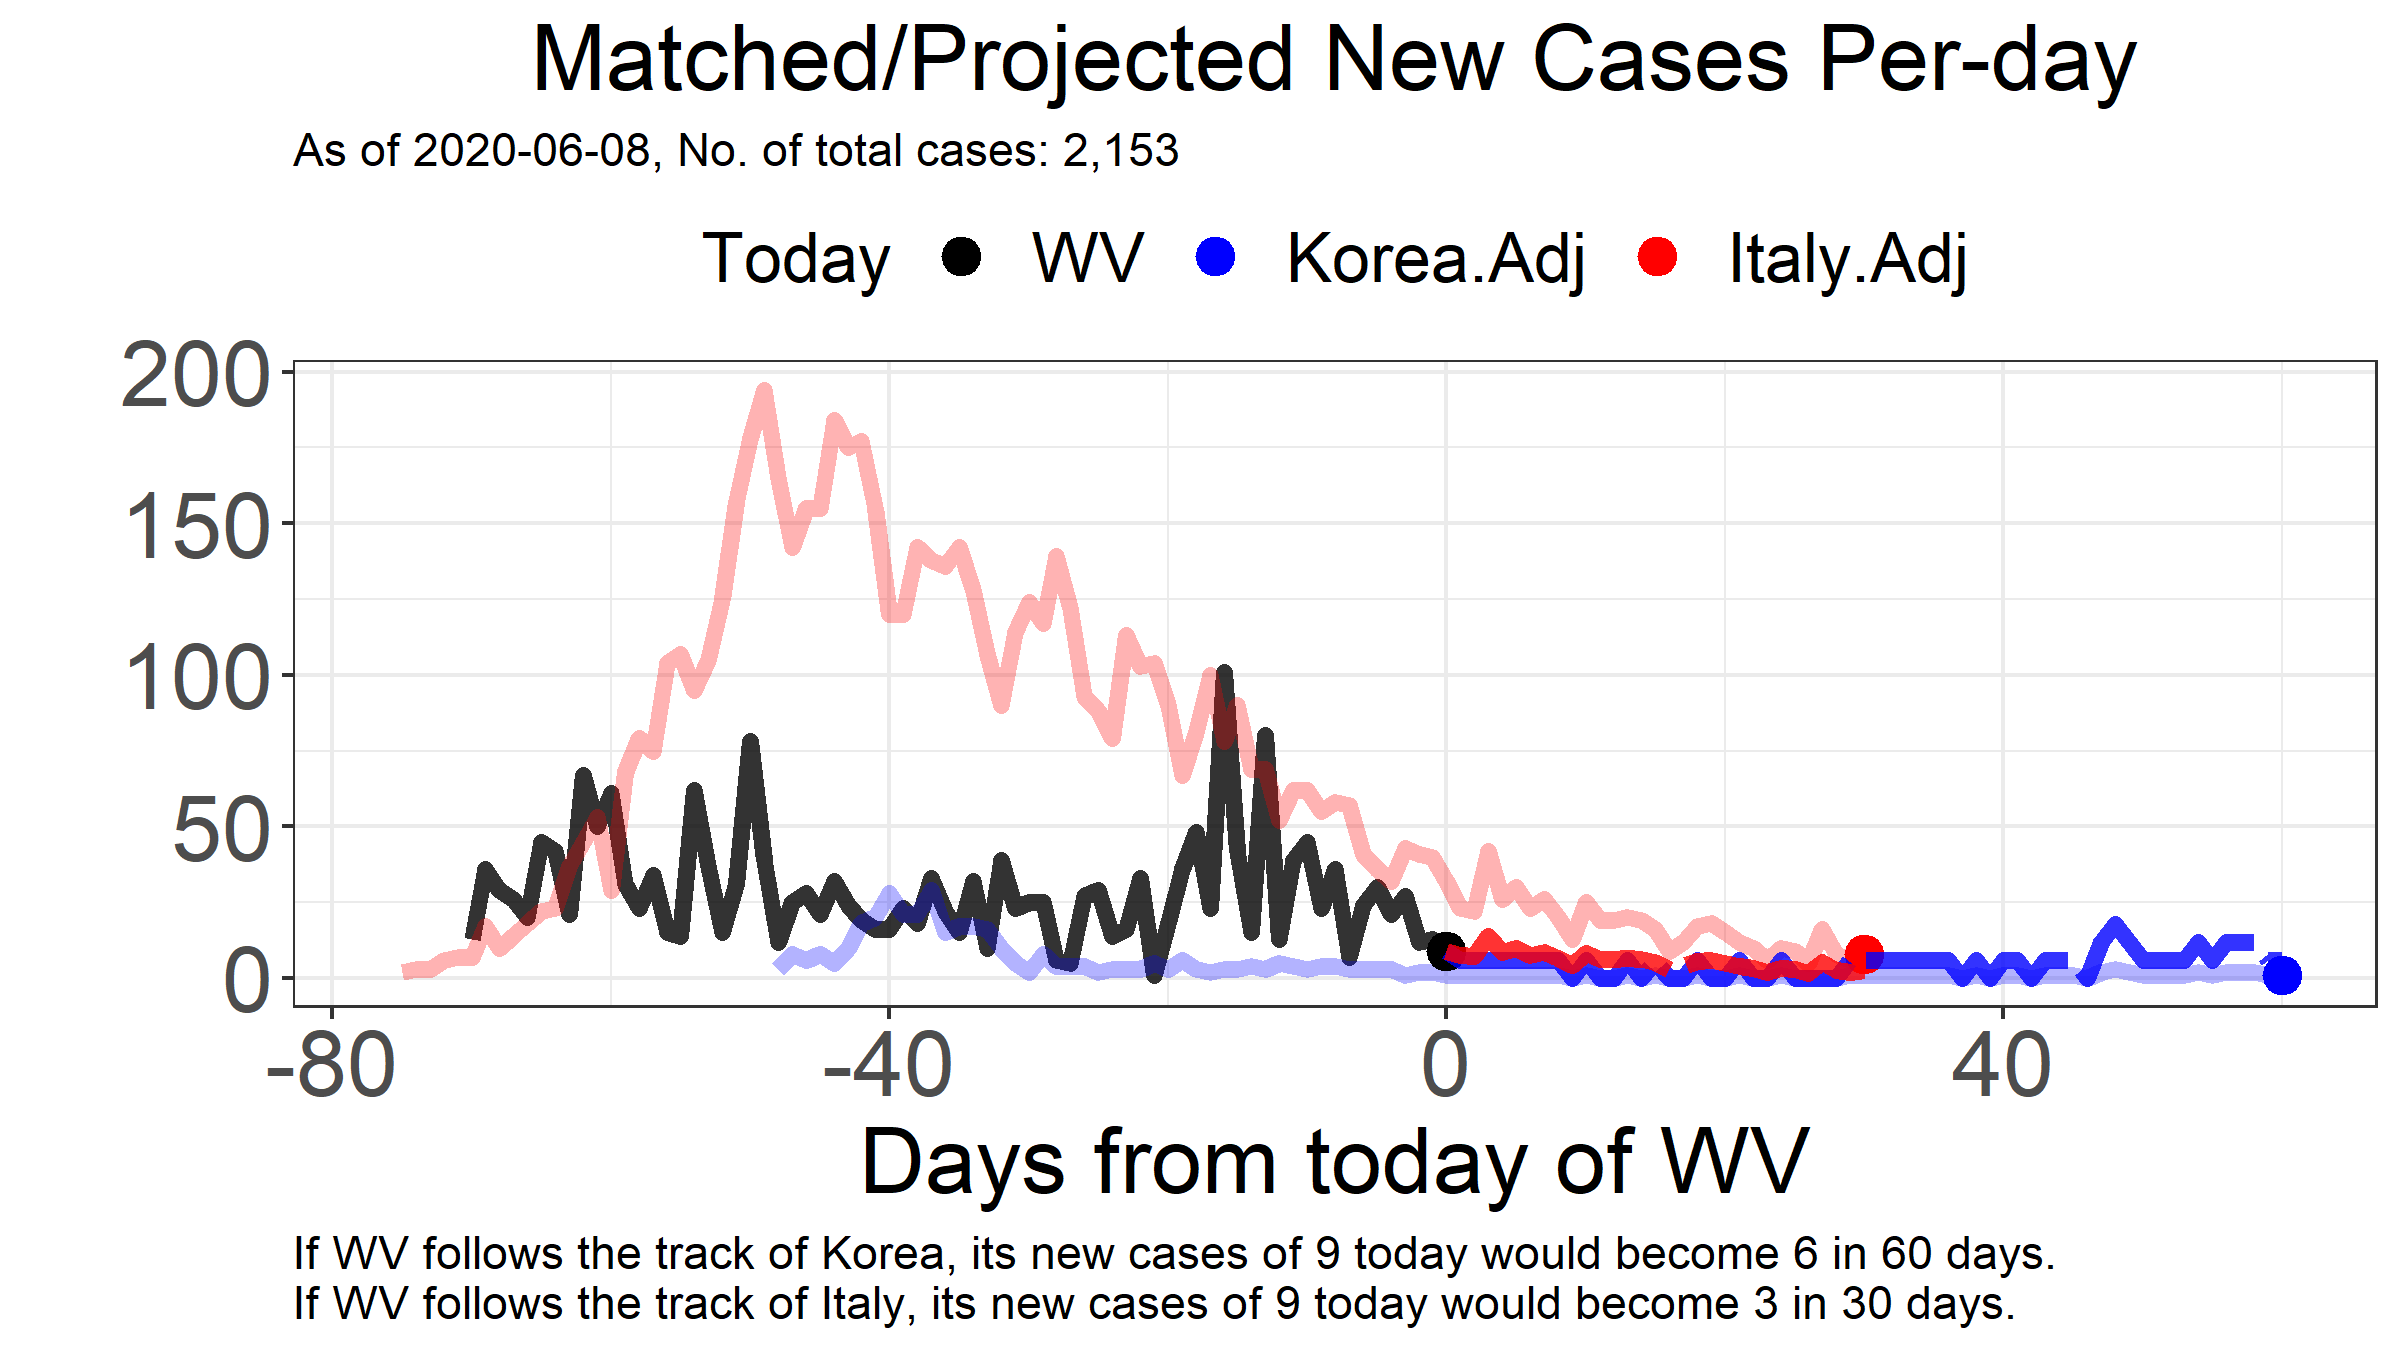 Matched/Projected New Cases Per-day
As of 2020-06-08, No. of total cases: 2,153
Today WV Korea.Adj Italy.Adj
200
150
100
50
0
-80 -40 0 40
Days from today of WV
If WV follows the track of Korea, its new cases of 9 today would become 6 in 60 days.
If WV follows the track of Italy, its new cases of 9 today would become 3 in 30 days.